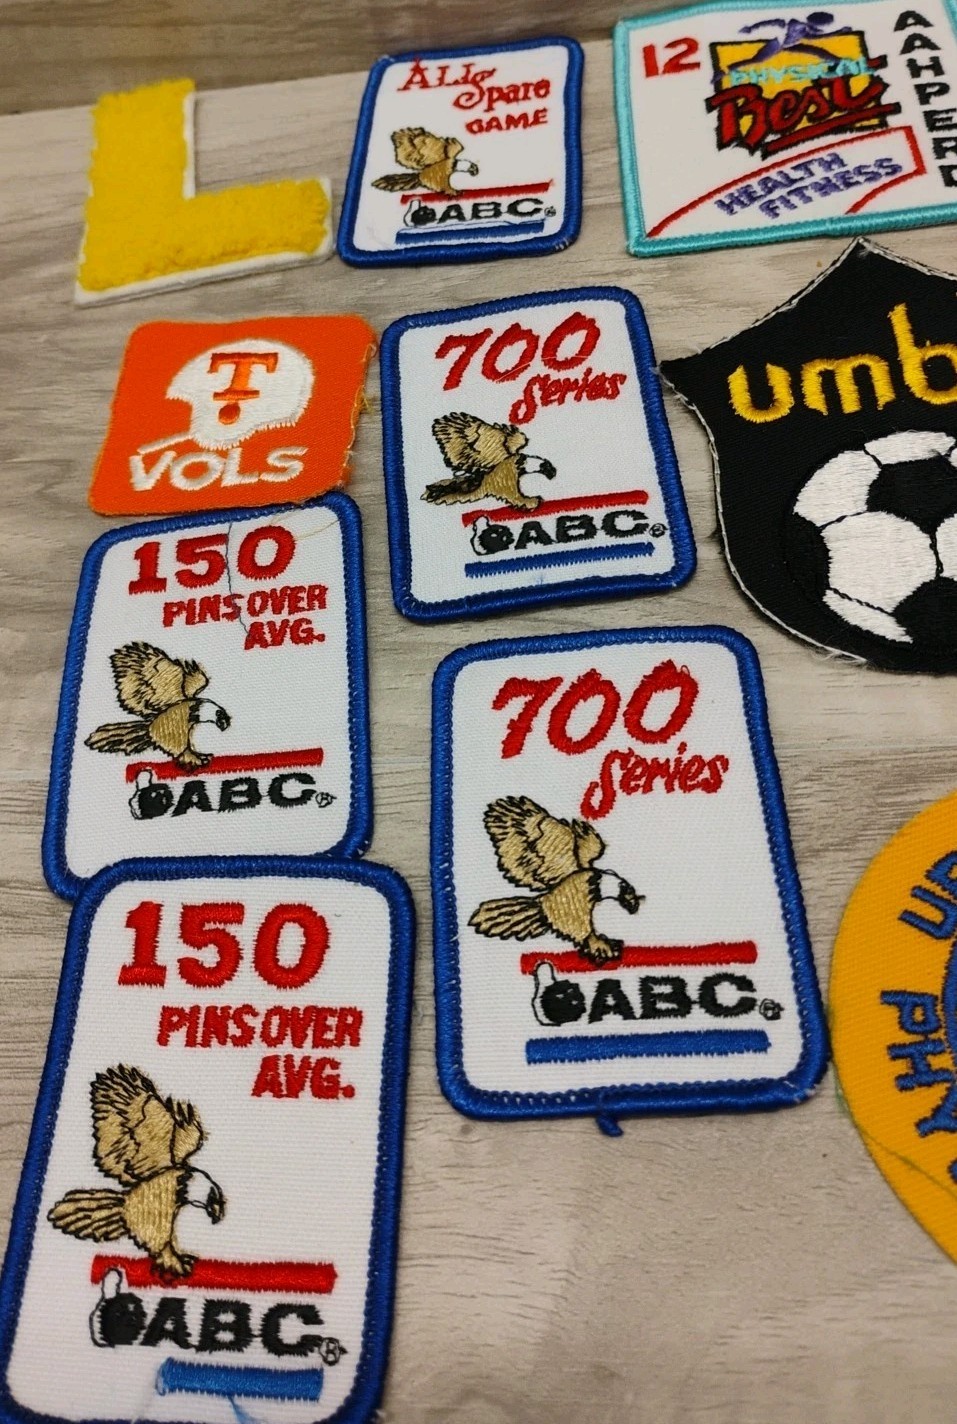 L
ALL
Spare
GAME
ABC®
12
PHYSICAL
Best
HEALTH
FITNESS
AAHPERD
T
VOLS
700
Series
ABC®
umb
150
PINS OVER
AVG.
ABC®
700
Series
ABC®
150
PINS OVER
AVG.
ABC®